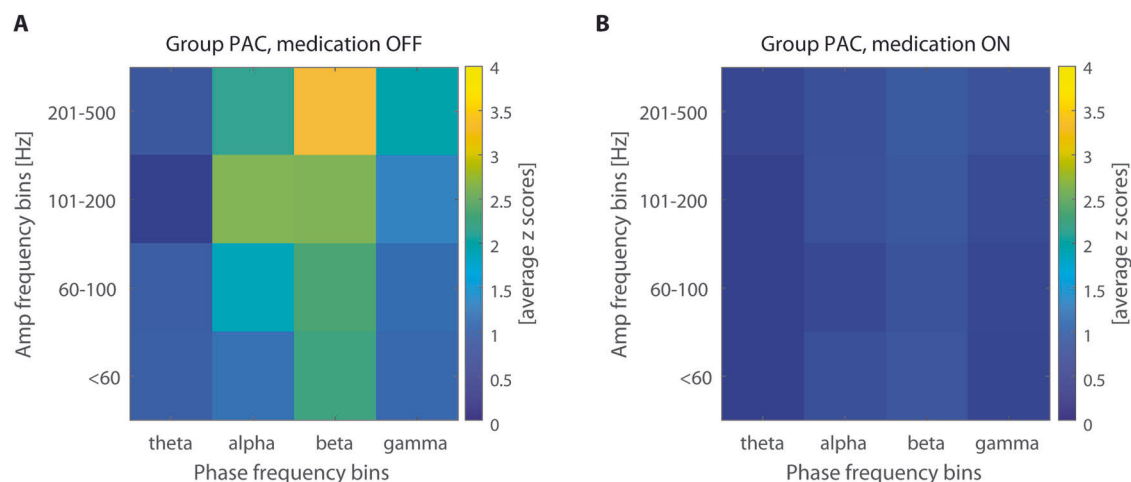 A
Group PAC, medication OFF
Amp frequency bins [Hz]
201-500
101-200
60-100
<60
theta alpha beta gamma
Phase frequency bins
4
3.5
3
2.5
2
1.5
1
0.5
0
[average z scores]
B
Group PAC, medication ON
Amp frequency bins [Hz]
201-500
101-200
60-100
<60
theta alpha beta gamma
Phase frequency bins
4
3.5
3
2.5
2
1.5
1
0.5
0
[average z scores]